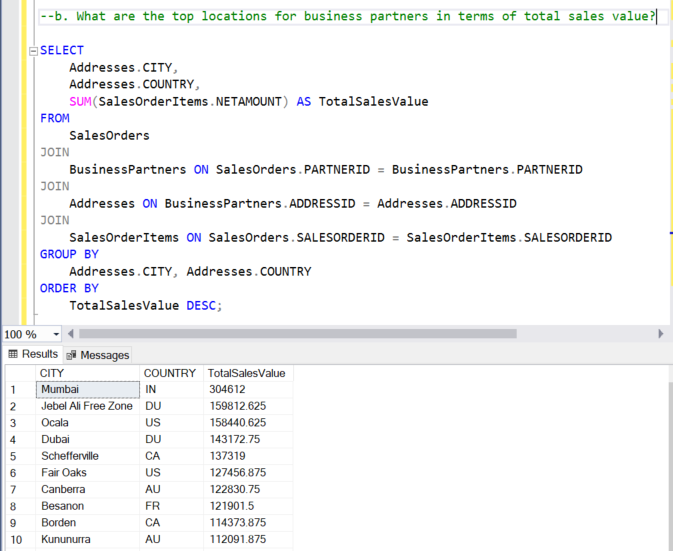 --b. What are the top locations for business partners in terms of total sales value?
SELECT
Addresses.CITY,
Addresses.COUNTRY,
SUM(SalesOrderItems.NETAMOUNT) AS TotalSalesValue
FROM
SalesOrders
JOIN
BusinessPartners ON SalesOrders.PARTNERID = BusinessPartners.PARTNERID
JOIN
Addresses ON BusinessPartners.ADDRESSID = Addresses.ADDRESSID
JOIN
SalesOrderItems ON SalesOrders.SALESORDERID = SalesOrderItems.SALESORDERID
GROUP BY
Addresses.CITY, Addresses.COUNTRY
ORDER BY
TotalSalesValue DESC;
100 %
Results Messages
CITY COUNTRY TotalSalesValue
1 Mumbai IN 304612
2 Jebel Ali Free Zone DU 159812.625
3 Ocala US 158440.625
4 Dubai DU 143172.75
5 Schefferville CA 137319
6 Fair Oaks US 127456.875
7 Canberra AU 122830.75
8 Besanon FR 121901.5
9 Borden CA 114373.875
10 Kununurra AU 112091.875